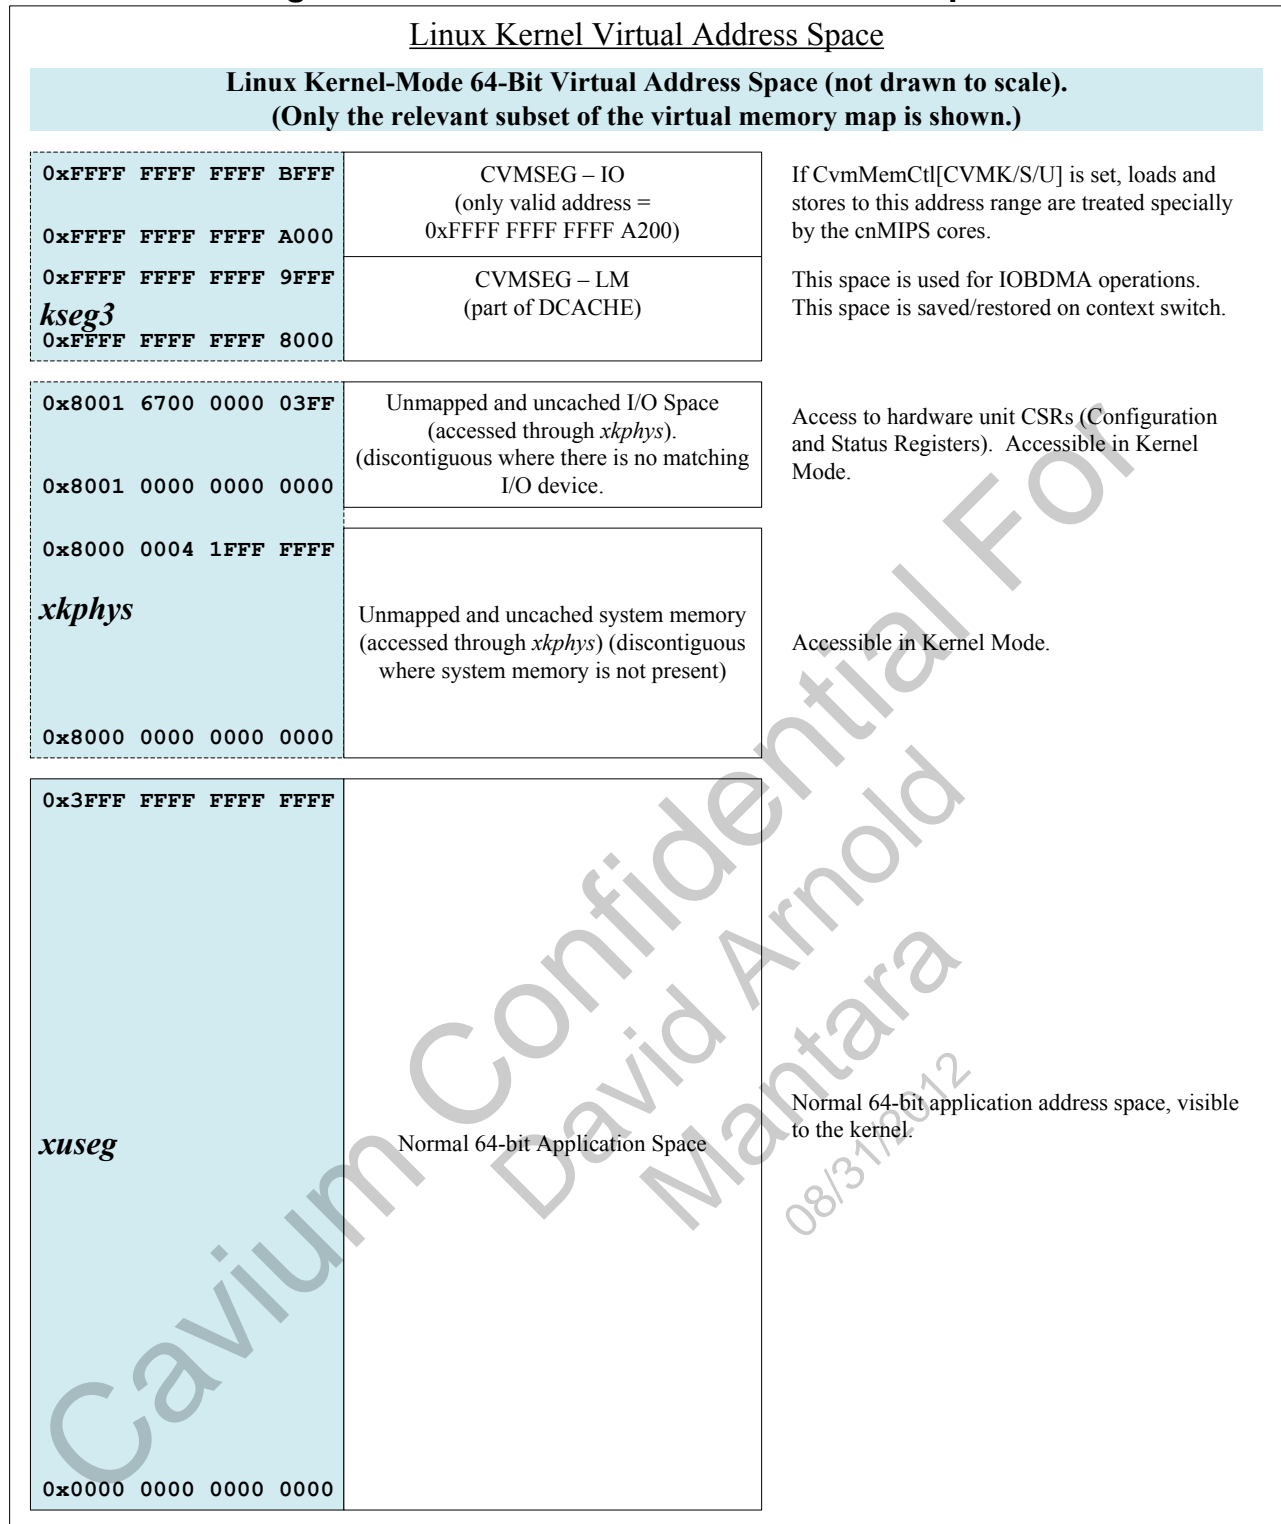 Linux Kernel Virtual Address Space
Linux Kernel-Mode 64-Bit Virtual Address Space (not drawn to scale).
(Only the relevant subset of the virtual memory map is shown.)
0xFFFF FFFF FFFF BFFF
0xFFFF FFFF FFFF A000
CVMSEG – IO
(only valid address =
0xFFFF FFFF FFFF A200)
If CvmMemCtl[CVMK/S/U] is set, loads and
stores to this address range are treated specially
by the cnMIPS cores.
0xFFFF FFFF FFFF 9FFF
kseg3
0xFFFF FFFF FFFF 8000
CVMSEG – LM
(part of DCACHE)
This space is used for IOBDMA operations.
This space is saved/restored on context switch.
0x8001 6700 0000 03FF
0x8001 0000 0000 0000
Unmapped and uncached I/O Space
(accessed through xkphys).
(discontiguous where there is no matching
I/O device.
Access to hardware unit CSRs (Configuration
and Status Registers).  Accessible in Kernel
Mode.
0x8000 0004 1FFF FFFF
xkphys
0x8000 0000 0000 0000
Unmapped and uncached system memory
(accessed through xkphys) (discontiguous
where system memory is not present)
Accessible in Kernel Mode.
0x3FFF FFFF FFFF FFFF
xuseg
0x0000 0000 0000 0000
Normal 64-bit Application Space
Normal 64-bit application address space, visible
to the kernel.
Cavium Confidential For
David Arnold
Mantara
08/31/2012